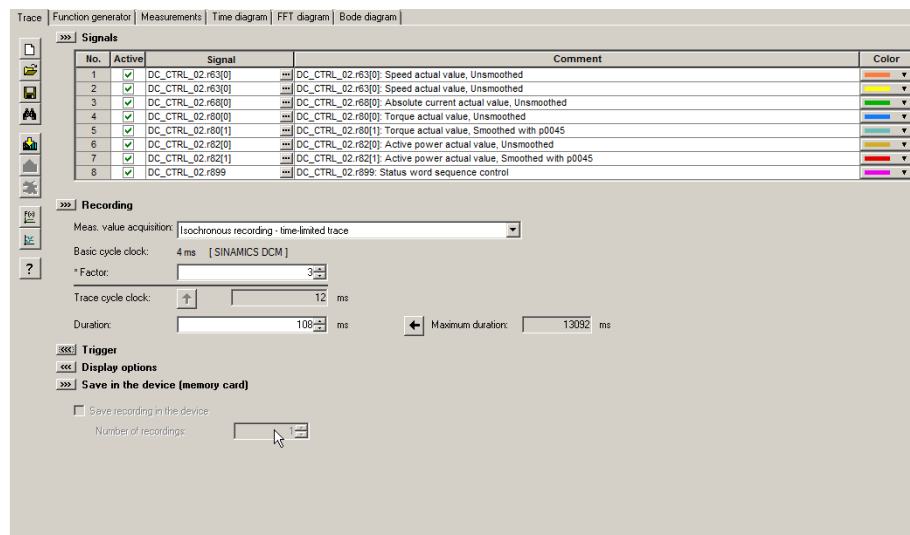 Trace Function generator Measurements Time diagram FFT diagram Bode diagram
>>> Signals
No. Active Signal Comment Color
1 DC_CTRL_02.r63[0] ... DC_CTRL_02.r63[0]: Speed actual value, Unsmoothed
2 DC_CTRL_02.r63[0] ... DC_CTRL_02.r63[0]: Speed actual value, Unsmoothed
3 DC_CTRL_02.r68[0] ... DC_CTRL_02.r68[0]: Absolute current actual value, Unsmoothed
4 DC_CTRL_02.r80[0] ... DC_CTRL_02.r80[0]: Torque actual value, Unsmoothed
5 DC_CTRL_02.r80[1] ... DC_CTRL_02.r80[1]: Torque actual value, Smoothed with p0045
6 DC_CTRL_02.r82[0] ... DC_CTRL_02.r82[0]: Active power actual value, Unsmoothed
7 DC_CTRL_02.r82[1] ... DC_CTRL_02.r82[1]: Active power actual value, Smoothed with p0045
8 DC_CTRL_02.r899 ... DC_CTRL_02.r899: Status word sequence control
>>> Recording
Meas. value acquisition: Isochronous recording - time-limited trace
Basic cycle clock: 4 ms [ SINAMICS DCM ]
* Factor: 3
Trace cycle clock: 12 ms
Duration: 108 ms Maximum duration: 13092 ms
<<< Trigger
<<< Display options
>>> Save in the device (memory card)
Save recording in the device
Number of recordings: 1
F(x)
?